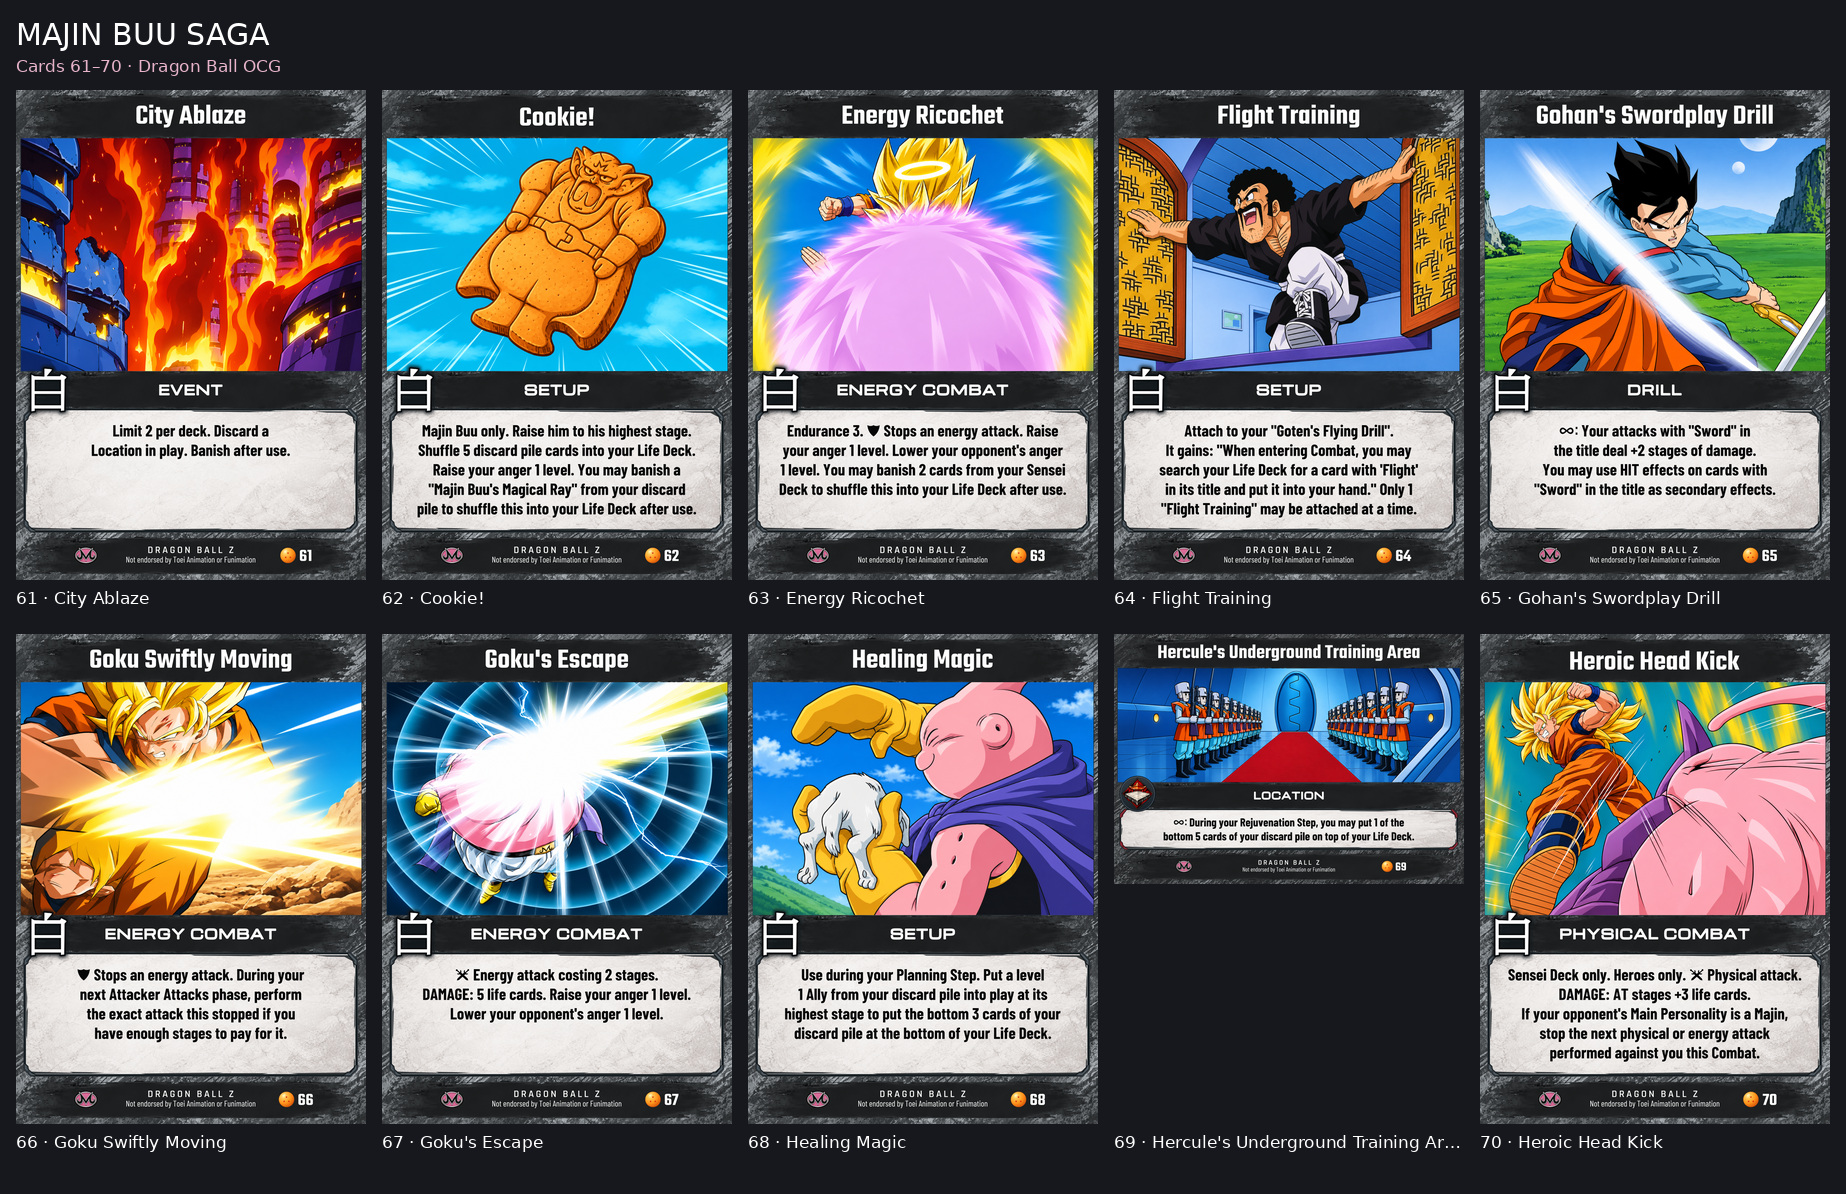 MAJIN BUU SAGA
Cards 61–70 · Dragon Ball OCG
City Ablaze
白
EVENT
Limit 2 per deck. Discard a
Location in play. Banish after use.
DRAGON BALL Z
Not endorsed by Toei Animation or Funimation
61
61 · City Ablaze
Cookie!
白
SETUP
Majin Buu only. Raise him to his highest stage.
Shuffle 5 discard pile cards into your Life Deck.
Raise your anger 1 level. You may banish a
"Majin Buu's Magical Ray" from your discard
pile to shuffle this into your Life Deck after use.
DRAGON BALL Z
Not endorsed by Toei Animation or Funimation
62
62 · Cookie!
Energy Ricochet
白
ENERGY COMBAT
Endurance 3. Stops an energy attack. Raise
your anger 1 level. Lower your opponent's anger
1 level. You may banish 2 cards from your Sensei
Deck to shuffle this into your Life Deck after use.
DRAGON BALL Z
Not endorsed by Toei Animation or Funimation
63
63 · Energy Ricochet
Flight Training
白
SETUP
Attach to your "Goten's Flying Drill".
It gains: "When entering Combat, you may
search your Life Deck for a card with 'Flight'
in its title and put it into your hand." Only 1
"Flight Training" may be attached at a time.
DRAGON BALL Z
Not endorsed by Toei Animation or Funimation
64
64 · Flight Training
Gohan's Swordplay Drill
白
DRILL
∞: Your attacks with "Sword" in
the title deal +2 stages of damage.
You may use HIT effects on cards with
"Sword" in the title as secondary effects.
DRAGON BALL Z
Not endorsed by Toei Animation or Funimation
65
65 · Gohan's Swordplay Drill
Goku Swiftly Moving
白
ENERGY COMBAT
Stops an energy attack. During your
next Attacker Attacks phase, perform
the exact attack this stopped if you
have enough stages to pay for it.
DRAGON BALL Z
Not endorsed by Toei Animation or Funimation
66
66 · Goku Swiftly Moving
Goku's Escape
白
ENERGY COMBAT
Energy attack costing 2 stages.
DAMAGE: 5 life cards. Raise your anger 1 level.
Lower your opponent's anger 1 level.
DRAGON BALL Z
Not endorsed by Toei Animation or Funimation
67
67 · Goku's Escape
Healing Magic
白
SETUP
Use during your Planning Step. Put a level
1 Ally from your discard pile into play at its
highest stage to put the bottom 3 cards of your
discard pile at the bottom of your Life Deck.
DRAGON BALL Z
Not endorsed by Toei Animation or Funimation
68
68 · Healing Magic
Hercule's Underground Training Area
LOCATION
∞: During your Rejuvenation Step, you may put 1 of the
bottom 5 cards of your discard pile on top of your Life Deck.
DRAGON BALL Z
Not endorsed by Toei Animation or Funimation
69
69 · Hercule's Underground Training Ar…
Heroic Head Kick
白
PHYSICAL COMBAT
Sensei Deck only. Heroes only. Physical attack.
DAMAGE: AT stages +3 life cards.
If your opponent's Main Personality is a Majin,
stop the next physical or energy attack
performed against you this Combat.
DRAGON BALL Z
Not endorsed by Toei Animation or Funimation
70
70 · Heroic Head Kick